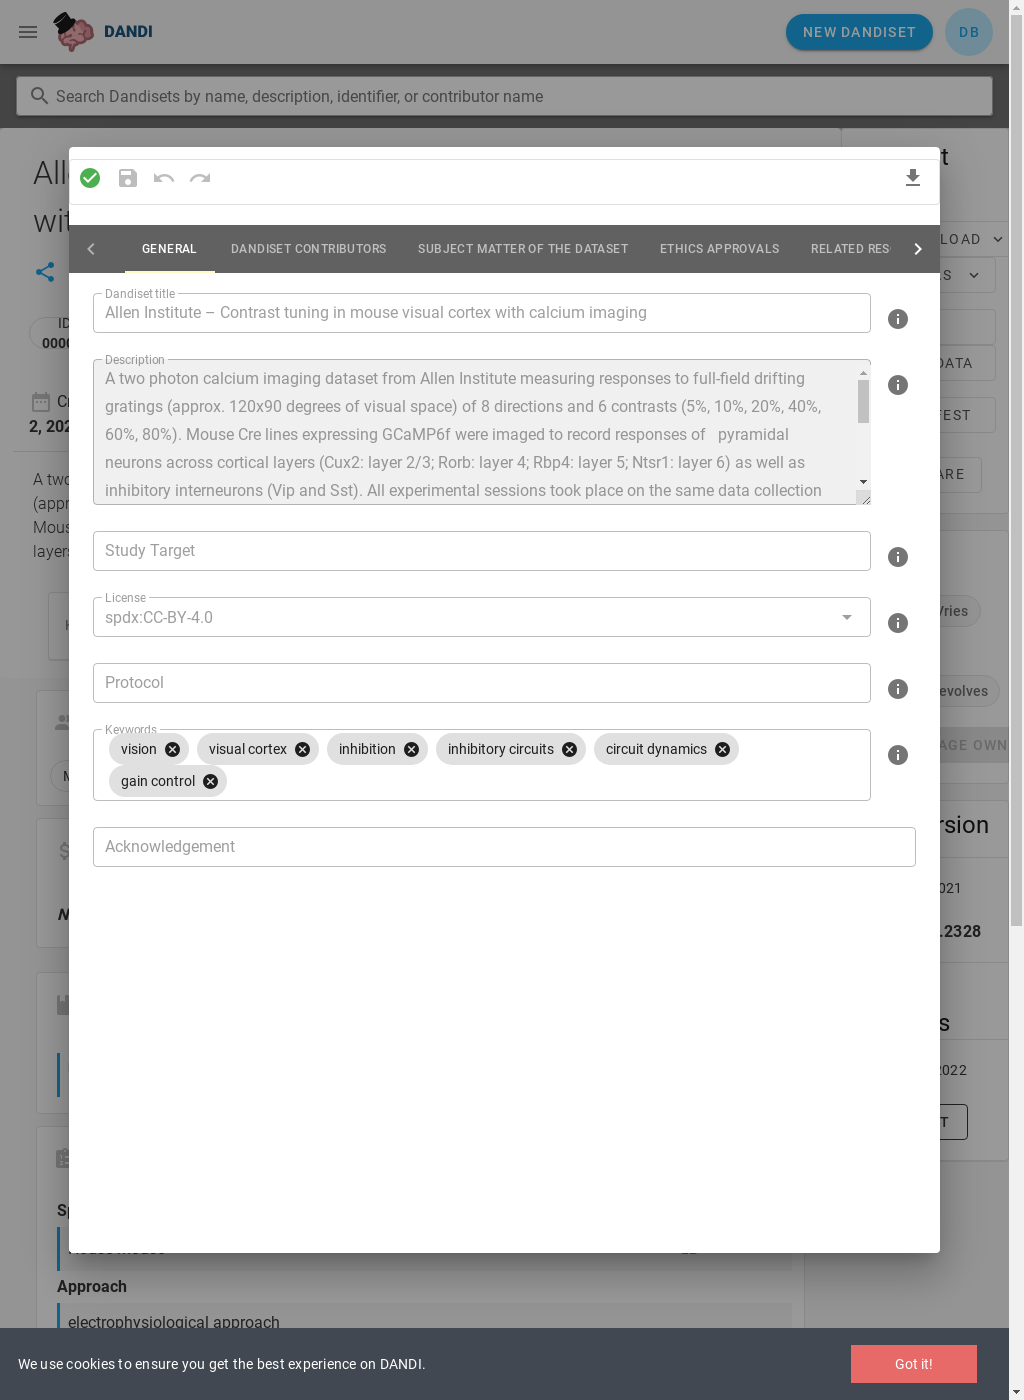 DANDI
NEW DANDISET
DB
Search Dandisets by name, description, identifier, or contributor name
GENERAL
DANDISET CONTRIBUTORS
SUBJECT MATTER OF THE DATASET
ETHICS APPROVALS
RELATED RES
Dandiset title
Allen Institute – Contrast tuning in mouse visual cortex with calcium imaging
Description
A two photon calcium imaging dataset from Allen Institute measuring responses to full-field drifting
gratings (approx. 120x90 degrees of visual space) of 8 directions and 6 contrasts (5%, 10%, 20%, 40%,
60%, 80%). Mouse Cre lines expressing GCaMP6f were imaged to record responses of pyramidal
neurons across cortical layers (Cux2: layer 2/3; Rorb: layer 4; Rbp4: layer 5; Ntsr1: layer 6) as well as
inhibitory interneurons (Vip and Sst). All experimental sessions took place on the same data collection
Study Target
License
spdx:CC-BY-4.0
Protocol
Keywords
vision
visual cortex
inhibition
inhibitory circuits
circuit dynamics
gain control
Acknowledgement
All
wit
ID
0000
2, 202
A two
(appr
Mous
layers
LOAD
S
DATA
EST
ARE
Vries
evolves
AGE OWN
rsion
2021
.2328
s
2022
T
Approach
electrophysiological approach
We use cookies to ensure you get the best experience on DANDI.
Got it!